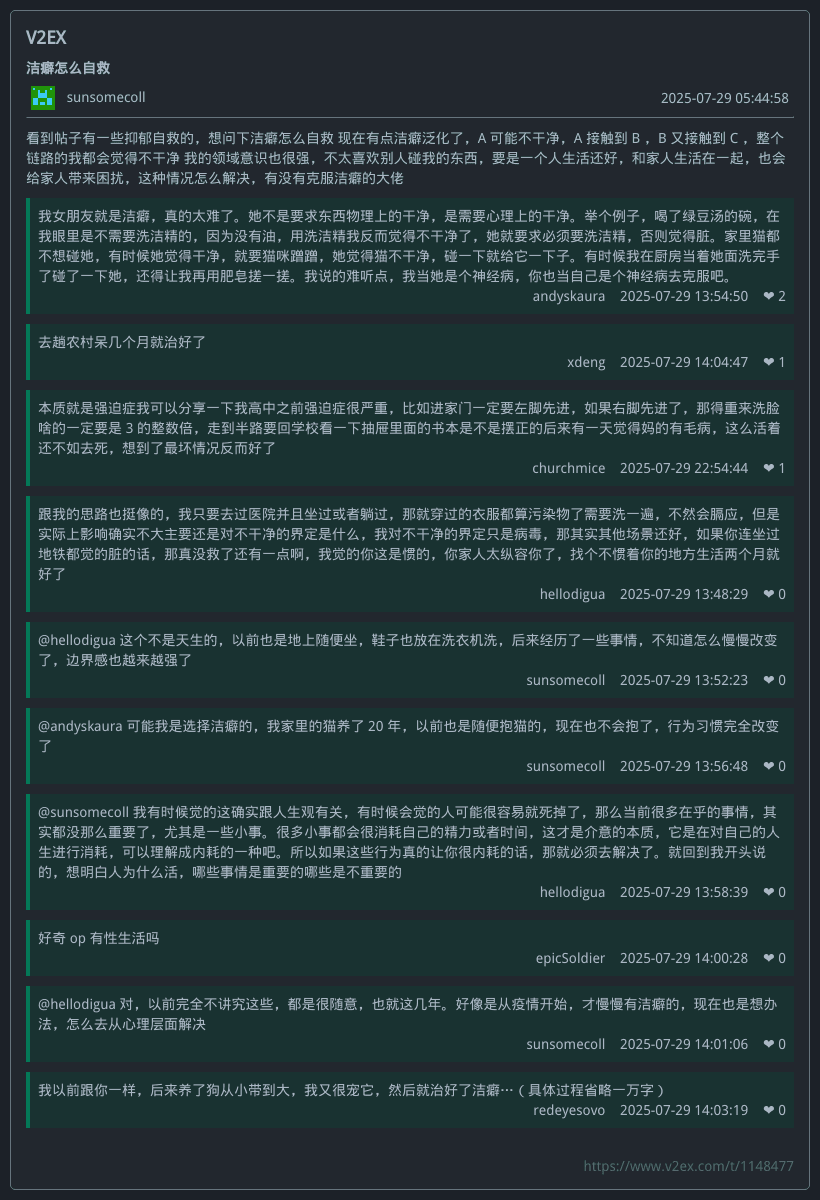 V2EX
洁癖怎么自救
sunsomecoll 2025-07-29 05:44:58
看到帖子有一些抑郁自救的，想问下洁癖怎么自救 现在有点洁癖泛化了，A 可能不干净，A 接触到 B ，B 又接触到 C ，整个
链路的我都会觉得不干净 我的领域意识也很强，不太喜欢别人碰我的东西，要是一个人生活还好，和家人生活在一起，也会
给家人带来困扰，这种情况怎么解决，有没有克服洁癖的大佬
我女朋友就是洁癖，真的太难了。她不是要求东西物理上的干净，是需要心理上的干净。举个例子，喝了绿豆汤的碗，在
我眼里是不需要洗洁精的，因为没有油，用洗洁精我反而觉得不干净了，她就要求必须要洗洁精，否则觉得脏。家里猫都
不想碰她，有时候她觉得干净，就要猫咪蹭蹭，她觉得猫不干净，碰一下就给它一下子。有时候我在厨房当着她面洗完手
了碰了一下她，还得让我再用肥皂搓一搓。我说的难听点，我当她是个神经病，你也当自己是个神经病去克服吧。
andyskaura 2025-07-29 13:54:50 ❤ 2
去趟农村呆几个月就治好了
xdeng 2025-07-29 14:04:47 ❤ 1
本质就是强迫症我可以分享一下我高中之前强迫症很严重，比如进家门一定要左脚先进，如果右脚先进了，那得重来洗脸
啥的一定要是 3 的整数倍，走到半路要回学校看一下抽屉里面的书本是不是摆正的后来有一天觉得妈的有毛病，这么活着
还不如去死，想到了最坏情况反而好了
churchmice 2025-07-29 22:54:44 ❤ 1
跟我的思路也挺像的，我只要去过医院并且坐过或者躺过，那就穿过的衣服都算污染物了需要洗一遍，不然会膈应，但是
实际上影响确实不大主要还是对不干净的界定是什么，我对不干净的界定只是病毒，那其实其他场景还好，如果你连坐过
地铁都觉的脏的话，那真没救了还有一点啊，我觉的你这是惯的，你家人太纵容你了，找个不惯着你的地方生活两个月就
好了
hellodigua 2025-07-29 13:48:29 ❤ 0
@hellodigua 这个不是天生的，以前也是地上随便坐，鞋子也放在洗衣机洗，后来经历了一些事情，不知道怎么慢慢改变
了，边界感也越来越强了
sunsomecoll 2025-07-29 13:52:23 ❤ 0
@andyskaura 可能我是选择洁癖的，我家里的猫养了 20 年，以前也是随便抱猫的，现在也不会抱了，行为习惯完全改变
了
sunsomecoll 2025-07-29 13:56:48 ❤ 0
@sunsomecoll 我有时候觉的这确实跟人生观有关，有时候会觉的人可能很容易就死掉了，那么当前很多在乎的事情，其
实都没那么重要了，尤其是一些小事。很多小事都会很消耗自己的精力或者时间，这才是介意的本质，它是在对自己的人
生进行消耗，可以理解成内耗的一种吧。所以如果这些行为真的让你很内耗的话，那就必须去解决了。就回到我开头说
的，想明白人为什么活，哪些事情是重要的哪些是不重要的
hellodigua 2025-07-29 13:58:39 ❤ 0
好奇 op 有性生活吗
epicSoldier 2025-07-29 14:00:28 ❤ 0
@hellodigua 对，以前完全不讲究这些，都是很随意，也就这几年。好像是从疫情开始，才慢慢有洁癖的，现在也是想办
法，怎么去从心理层面解决
sunsomecoll 2025-07-29 14:01:06 ❤ 0
我以前跟你一样，后来养了狗从小带到大，我又很宠它，然后就治好了洁癖…（ 具体过程省略一万字 ）
redeyesovo 2025-07-29 14:03:19 ❤ 0
https://www.v2ex.com/t/1148477